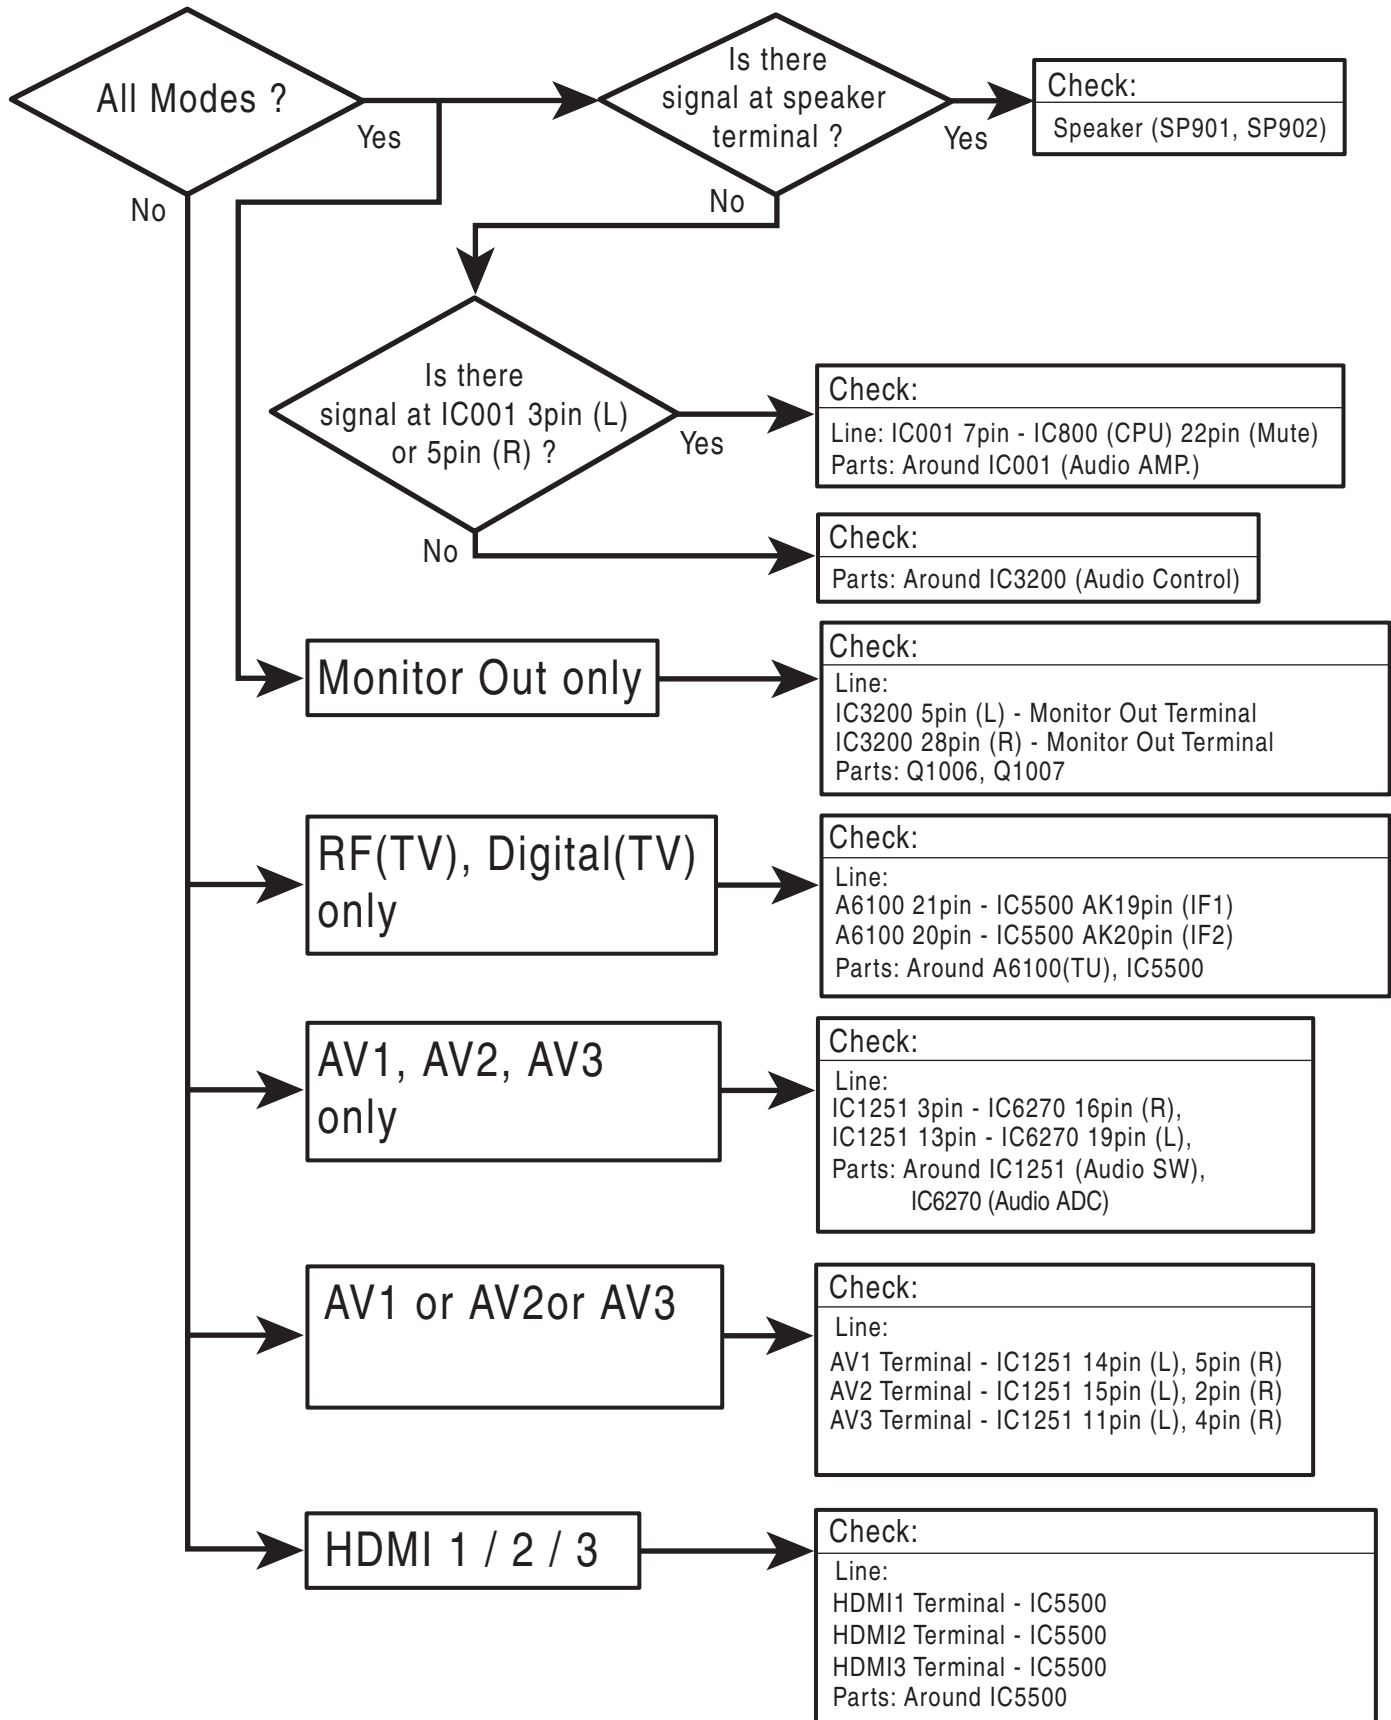 All Modes ?
Yes
No
Is there
signal at speaker
terminal ?
Yes
No
Check:
Speaker (SP901, SP902)
Is there
signal at IC001 3pin (L)
or 5pin (R) ?
Yes
No
Check:
Line: IC001 7pin - IC800 (CPU) 22pin (Mute)
Parts: Around IC001 (Audio AMP.)
Check:
Parts: Around IC3200 (Audio Control)
Monitor Out only
Check:
Line:
IC3200 5pin (L) - Monitor Out Terminal
IC3200 28pin (R) - Monitor Out Terminal
Parts: Q1006, Q1007
RF(TV), Digital(TV)
only
Check:
Line:
A6100 21pin - IC5500 AK19pin (IF1)
A6100 20pin - IC5500 AK20pin (IF2)
Parts: Around A6100(TU), IC5500
AV1, AV2, AV3
only
Check:
Line:
IC1251 3pin - IC6270 16pin (R),
IC1251 13pin - IC6270 19pin (L),
Parts: Around IC1251 (Audio SW),
IC6270 (Audio ADC)
AV1 or AV2or AV3
Check:
Line:
AV1 Terminal - IC1251 14pin (L), 5pin (R)
AV2 Terminal - IC1251 15pin (L), 2pin (R)
AV3 Terminal - IC1251 11pin (L), 4pin (R)
HDMI 1 / 2 / 3
Check:
Line:
HDMI1 Terminal - IC5500
HDMI2 Terminal - IC5500
HDMI3 Terminal - IC5500
Parts: Around IC5500